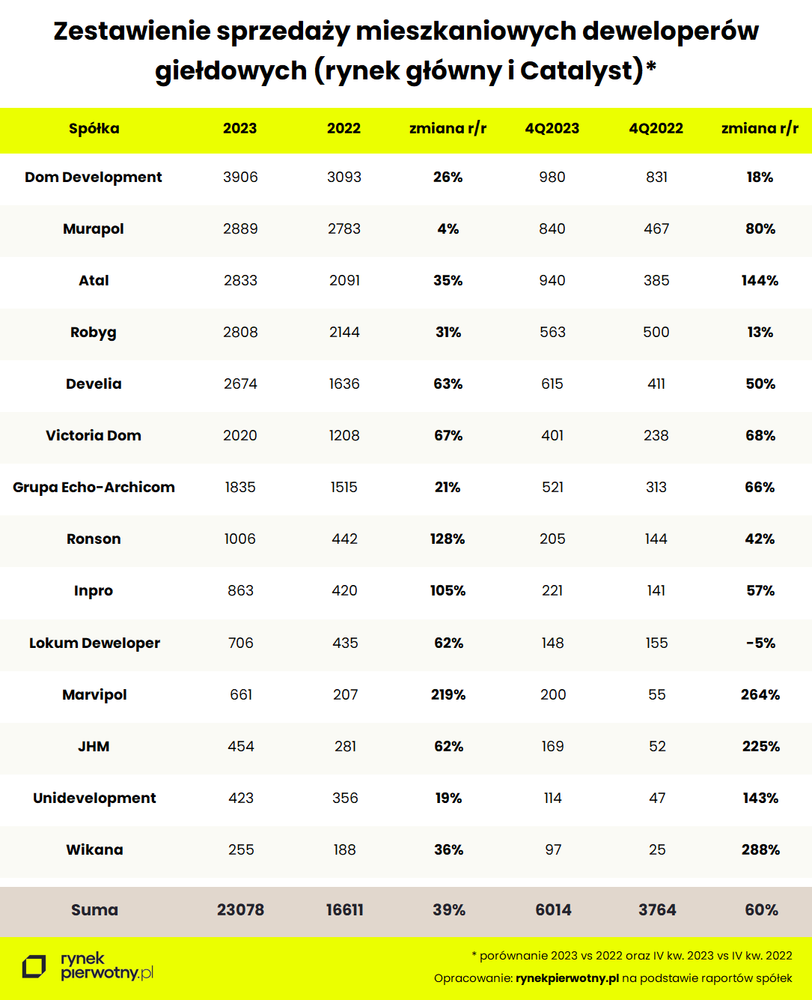 Zestawienie sprzedaży mieszkaniowych deweloperów
giełdowych (rynek główny i Catalyst)*
Spółka 2023 2022 zmiana r/r 4Q2023 4Q2022 zmiana r/r
Dom Development 3906 3093 26% 980 831 18%
Murapol 2889 2783 4% 840 467 80%
Atal 2833 2091 35% 940 385 144%
Robyg 2808 2144 31% 563 500 13%
Develia 2674 1636 63% 615 411 50%
Victoria Dom 2020 1208 67% 401 238 68%
Grupa Echo-Archicom 1835 1515 21% 521 313 66%
Ronson 1006 442 128% 205 144 42%
Inpro 863 420 105% 221 141 57%
Lokum Deweloper 706 435 62% 148 155 -5%
Marvipol 661 207 219% 200 55 264%
JHM 454 281 62% 169 52 225%
Unidevelopment 423 356 19% 114 47 143%
Wikana 255 188 36% 97 25 288%
Suma 23078 16611 39% 6014 3764 60%
rynek
pierwotny.pl
* porównanie 2023 vs 2022 oraz IV kw. 2023 vs IV kw. 2022
Opracowanie: rynekpierwotny.pl na podstawie raportów spółek